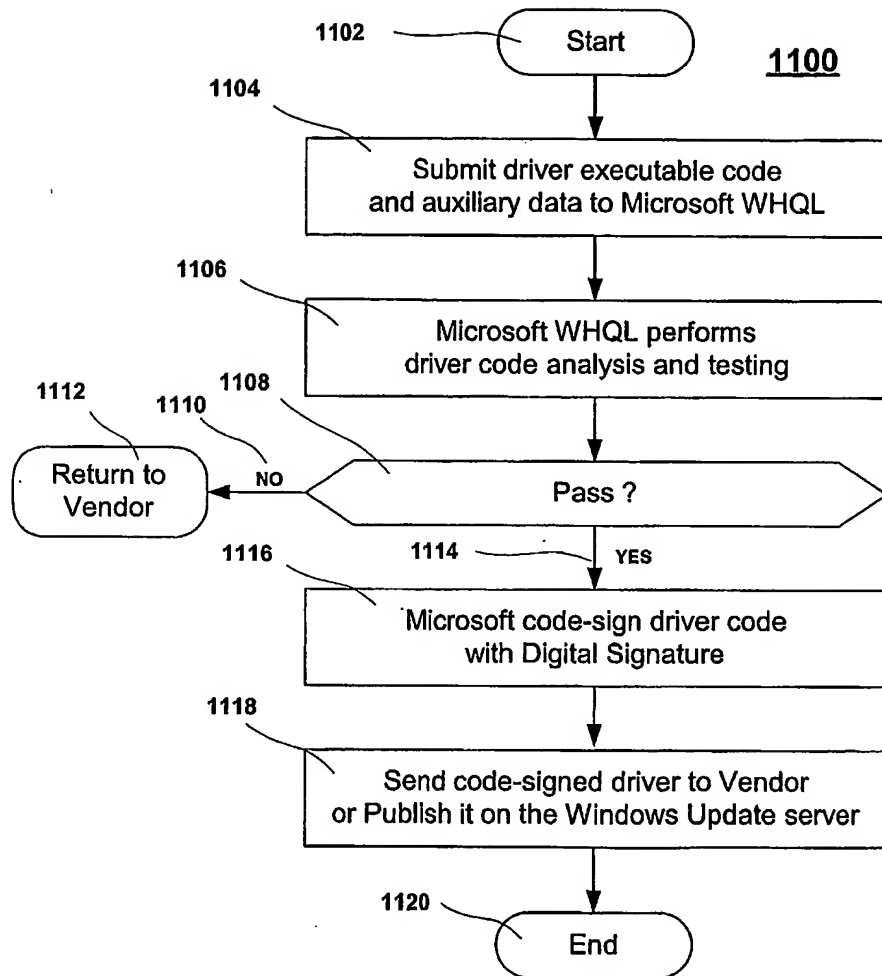 1102
Start
1100
1104
Submit driver executable code
and auxiliary data to Microsoft WHQL
1106
Microsoft WHQL performs
driver code analysis and testing
1108
1112
1110
Return to
Vendor
NO
Pass ?
1114
YES
1116
Microsoft code-sign driver code
with Digital Signature
1118
Send code-signed driver to Vendor
or Publish it on the Windows Update server
1120
End